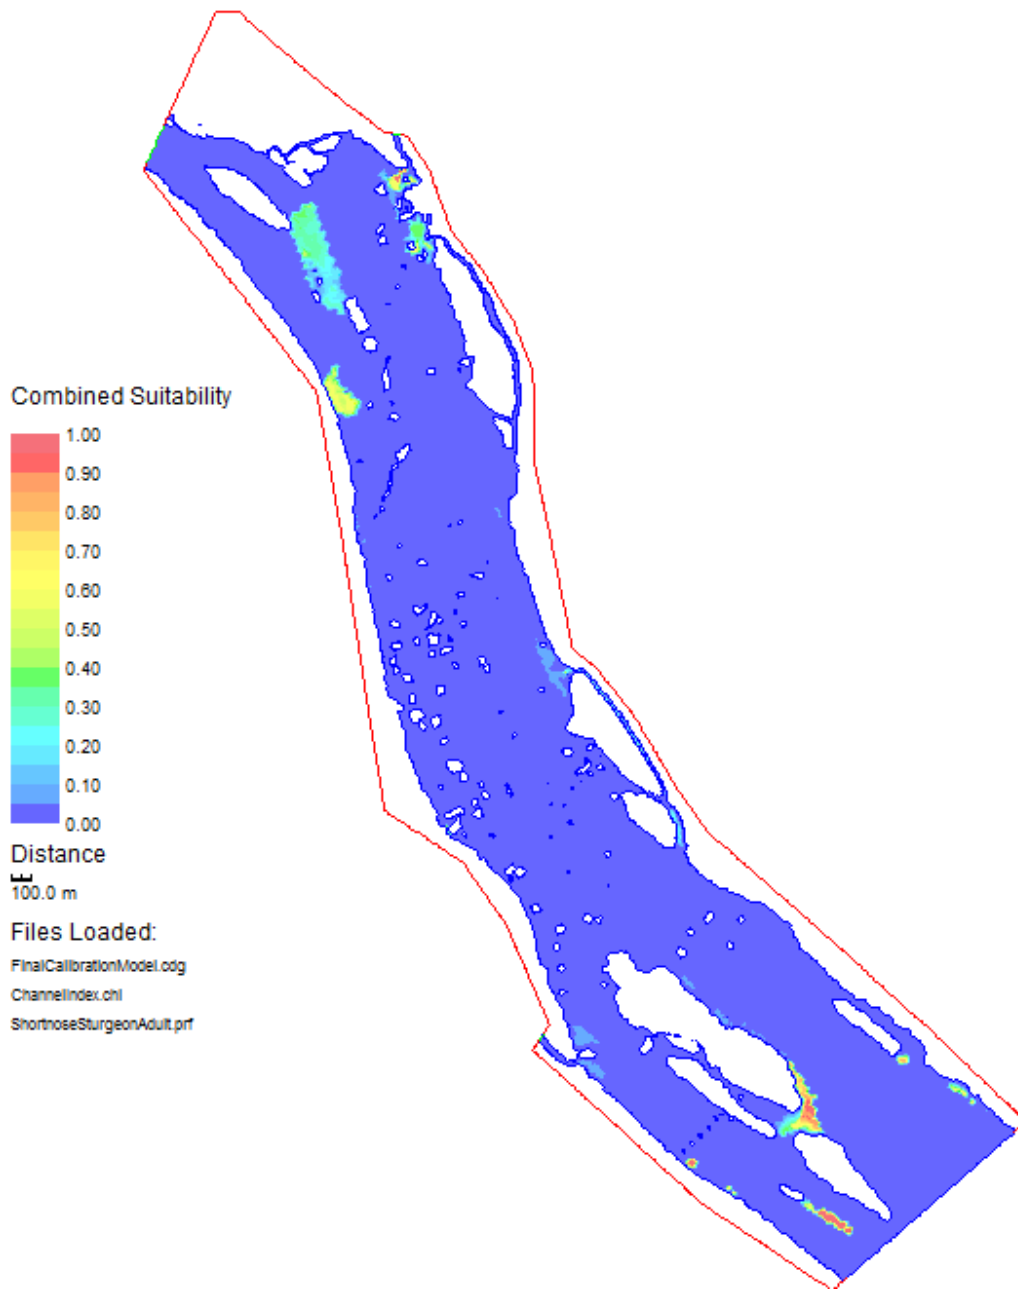 Combined Suitability
1.00
0.90
0.80
0.70
0.60
0.50
0.40
0.30
0.20
0.10
0.00
Distance
100.0 m
Files Loaded:
FinalCalibrationModel.cdg
ChannelIndex.chi
ShortnoseSturgeonAdult.prf